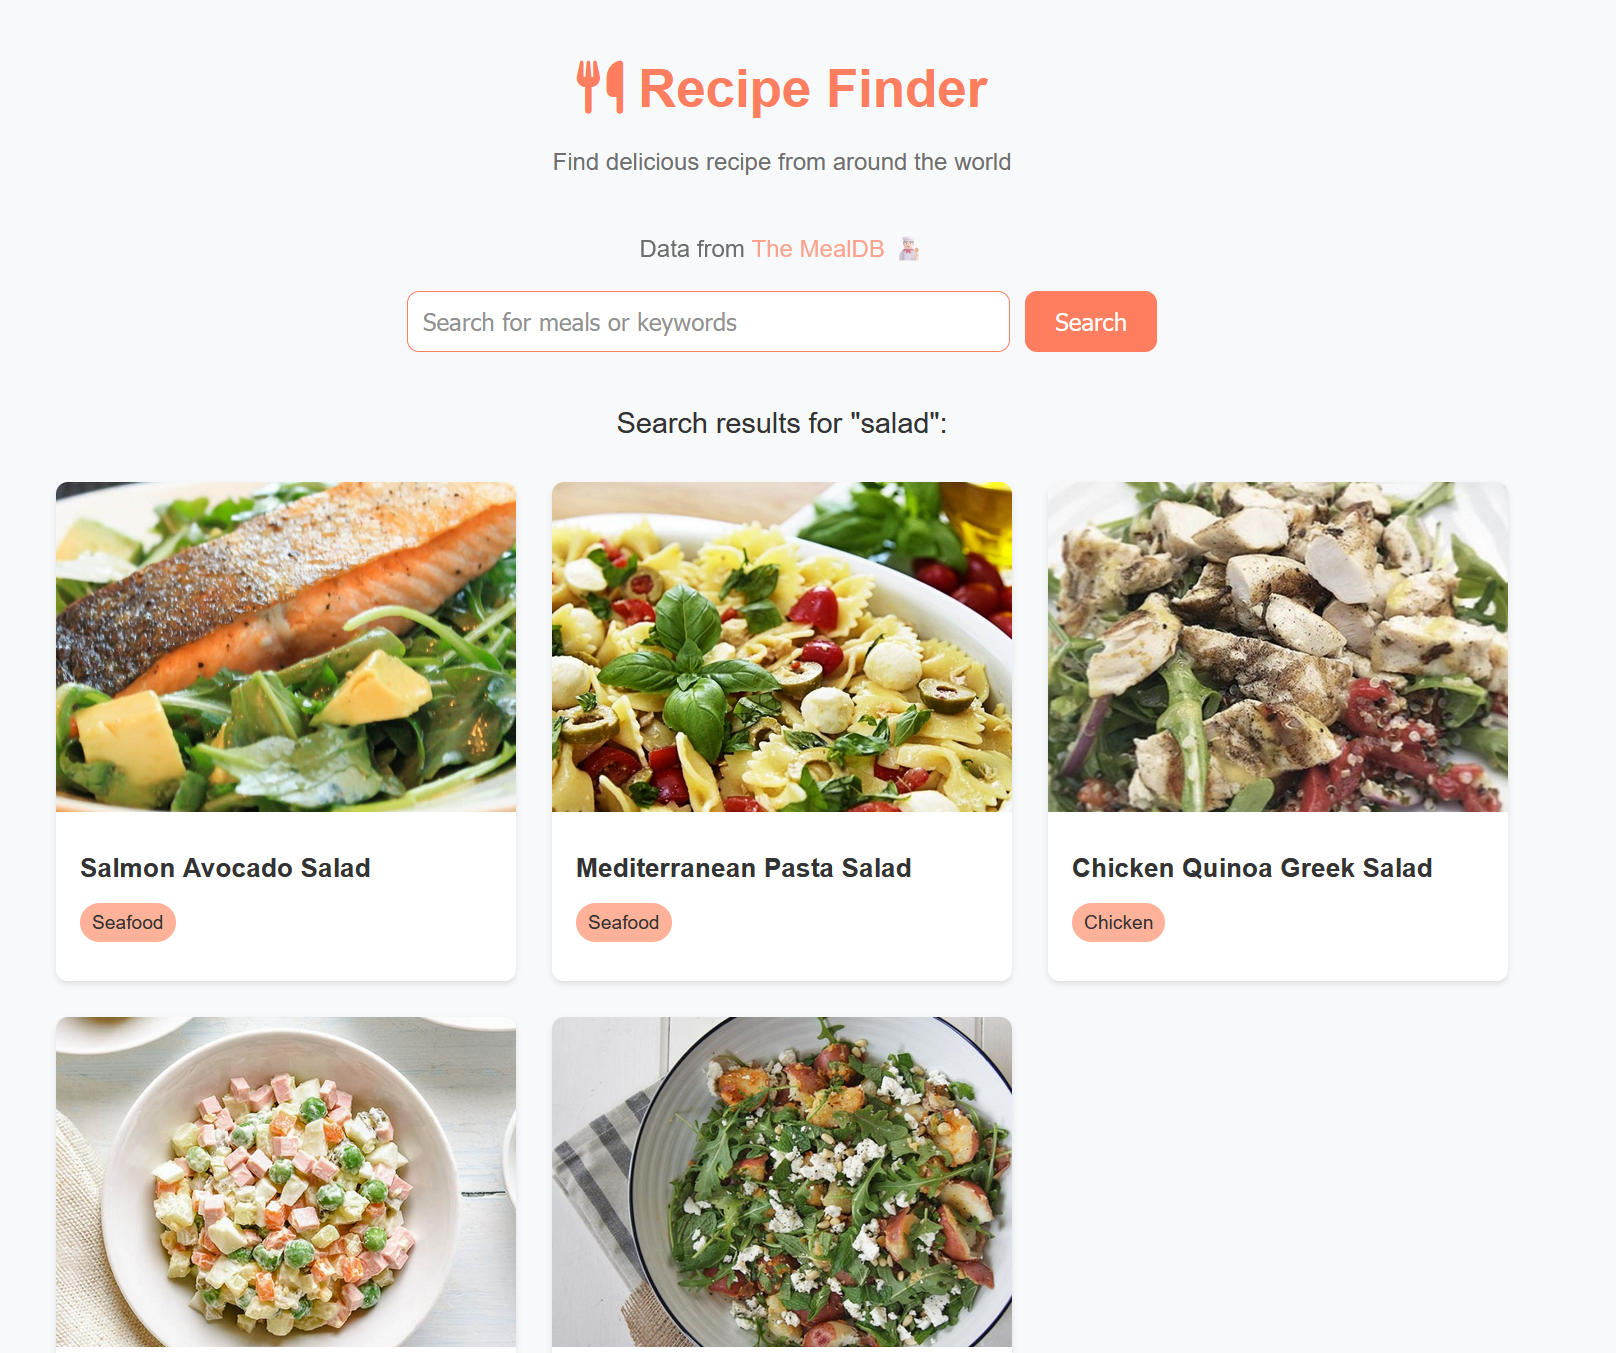 Recipe Finder
Find delicious recipe from around the world
Data from The MealDB
Search for meals or keywords
Search
Search results for "salad":
Salmon Avocado Salad
Seafood
Mediterranean Pasta Salad
Seafood
Chicken Quinoa Greek Salad
Chicken